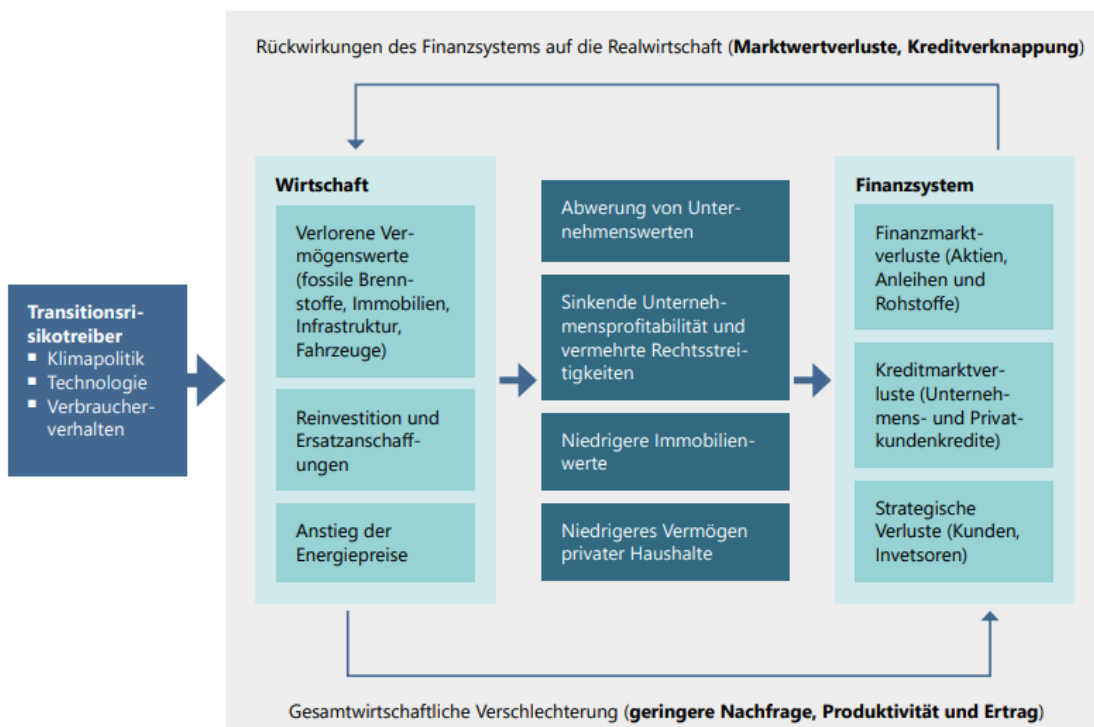 Rückwirkungen des Finanzsystems auf die Realwirtschaft (Marktwertverluste, Kreditverknappung)
Transitionsri-
sikotreiber
▪ Klimapolitik
▪ Technologie
▪ Verbraucher-
verhalten
Wirtschaft
Verlorene Ver-
mögenswerte
(fossile Brenn-
stoffe, Immobilien,
Infrastruktur,
Fahrzeuge)
Reinvestition und
Ersatzanschaff-
ungen
Anstieg der
Energiepreise
Abwerung von Unter-
nehmenswerten
Sinkende Unterneh-
mensprofitabilität und
vermehrte Rechtsstrei-
tigkeiten
Niedrigere Immobilien-
werte
Niedrigeres Vermögen
privater Haushalte
Finanzsystem
Finanzmarkt-
verluste (Aktien,
Anleihen und
Rohstoffe)
Kreditmarktver-
luste (Unterneh-
mens- und Privat-
kundenkredite)
Strategische
Verluste (Kunden,
Invetsoren)
Gesamtwirtschaftliche Verschlechterung (geringere Nachfrage, Produktivität und Ertrag)